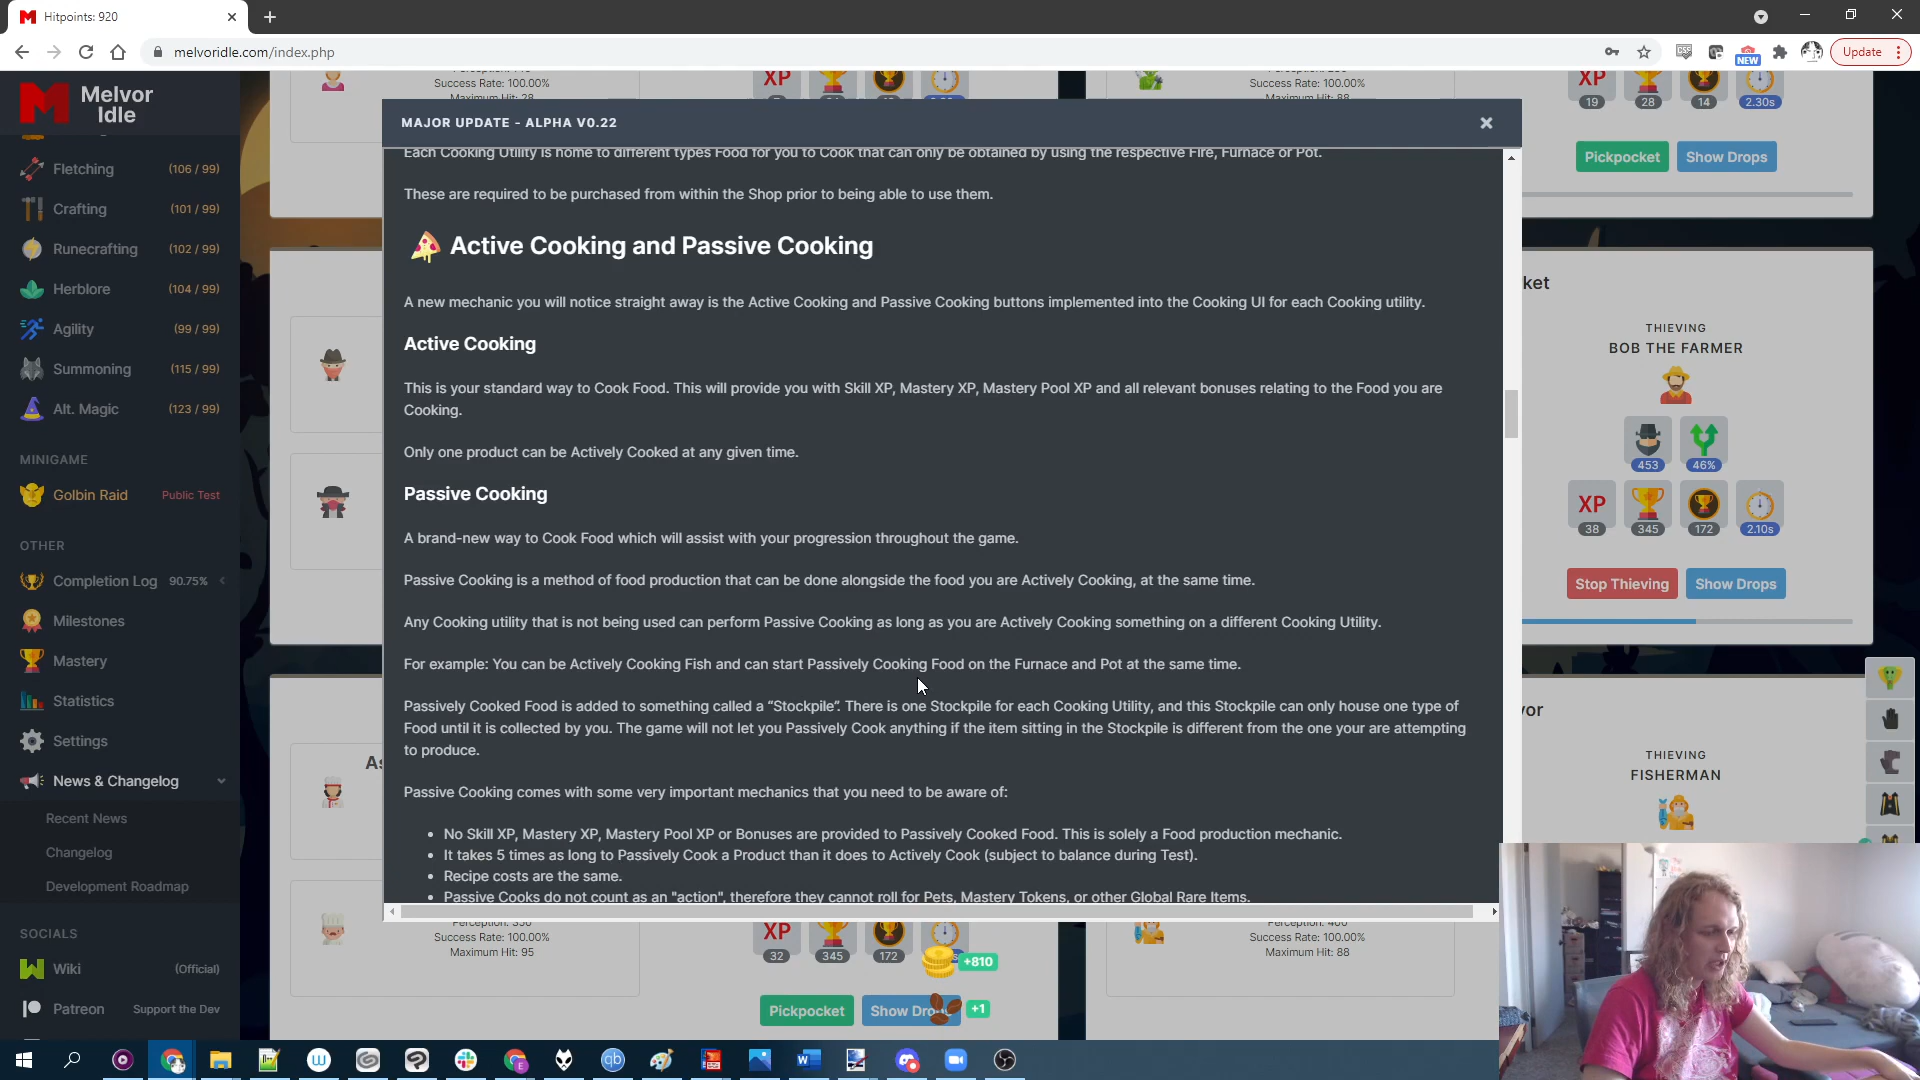 Hitpoints: 920
melvoridle.com/index.php
NEW
Update
Melvor
Idle
Fletching (106 / 99)
Crafting (101 / 99)
Runecrafting (102 / 99)
Herblore (104 / 99)
Agility (99 / 99)
Summoning (115 / 99)
Alt. Magic (123 / 99)
MINIGAME
Golbin Raid Public Test
OTHER
Completion Log 90.75%
Milestones
Mastery
Statistics
Settings
News & Changelog
Recent News
Changelog
Development Roadmap
SOCIALS
Wiki (Official)
Patreon Support the Dev
Success Rate: 100.00%
Maximum Hit: 28
XP
Success Rate: 100.00%
Maximum Hit: 88
XP
19 28 14 2.30s
Pickpocket Show Drops
MAJOR UPDATE - ALPHA V0.22
Each Cooking Utility is home to different types Food for you to Cook that can only be obtained by using the respective Fire, Furnace or Pot.
These are required to be purchased from within the Shop prior to being able to use them.
Active Cooking and Passive Cooking
A new mechanic you will notice straight away is the Active Cooking and Passive Cooking buttons implemented into the Cooking UI for each Cooking utility.
Active Cooking
This is your standard way to Cook Food. This will provide you with Skill XP, Mastery XP, Mastery Pool XP and all relevant bonuses relating to the Food you are
Cooking.
Only one product can be Actively Cooked at any given time.
Passive Cooking
A brand-new way to Cook Food which will assist with your progression throughout the game.
Passive Cooking is a method of food production that can be done alongside the food you are Actively Cooking, at the same time.
Any Cooking utility that is not being used can perform Passive Cooking as long as you are Actively Cooking something on a different Cooking Utility.
For example: You can be Actively Cooking Fish and can start Passively Cooking Food on the Furnace and Pot at the same time.
Passively Cooked Food is added to something called a “Stockpile”. There is one Stockpile for each Cooking Utility, and this Stockpile can only house one type of
Food until it is collected by you. The game will not let you Passively Cook anything if the item sitting in the Stockpile is different from the one your are attempting
to produce.
Passive Cooking comes with some very important mechanics that you need to be aware of:
• No Skill XP, Mastery XP, Mastery Pool XP or Bonuses are provided to Passively Cooked Food. This is solely a Food production mechanic.
• It takes 5 times as long to Passively Cook a Product than it does to Actively Cook (subject to balance during Test).
• Recipe costs are the same.
• Passive Cooks do not count as an "action", therefore they cannot roll for Pets, Mastery Tokens, or other Global Rare Items.
ket
THIEVING
BOB THE FARMER
453 46%
XP
38 345 172 2.10s
Stop Thieving Show Drops
THIEVING
FISHERMAN
Success Rate: 100.00%
Maximum Hit: 95
XP
32 345 172
+810
+1
Pickpocket Show Dro
Success Rate: 100.00%
Maximum Hit: 88